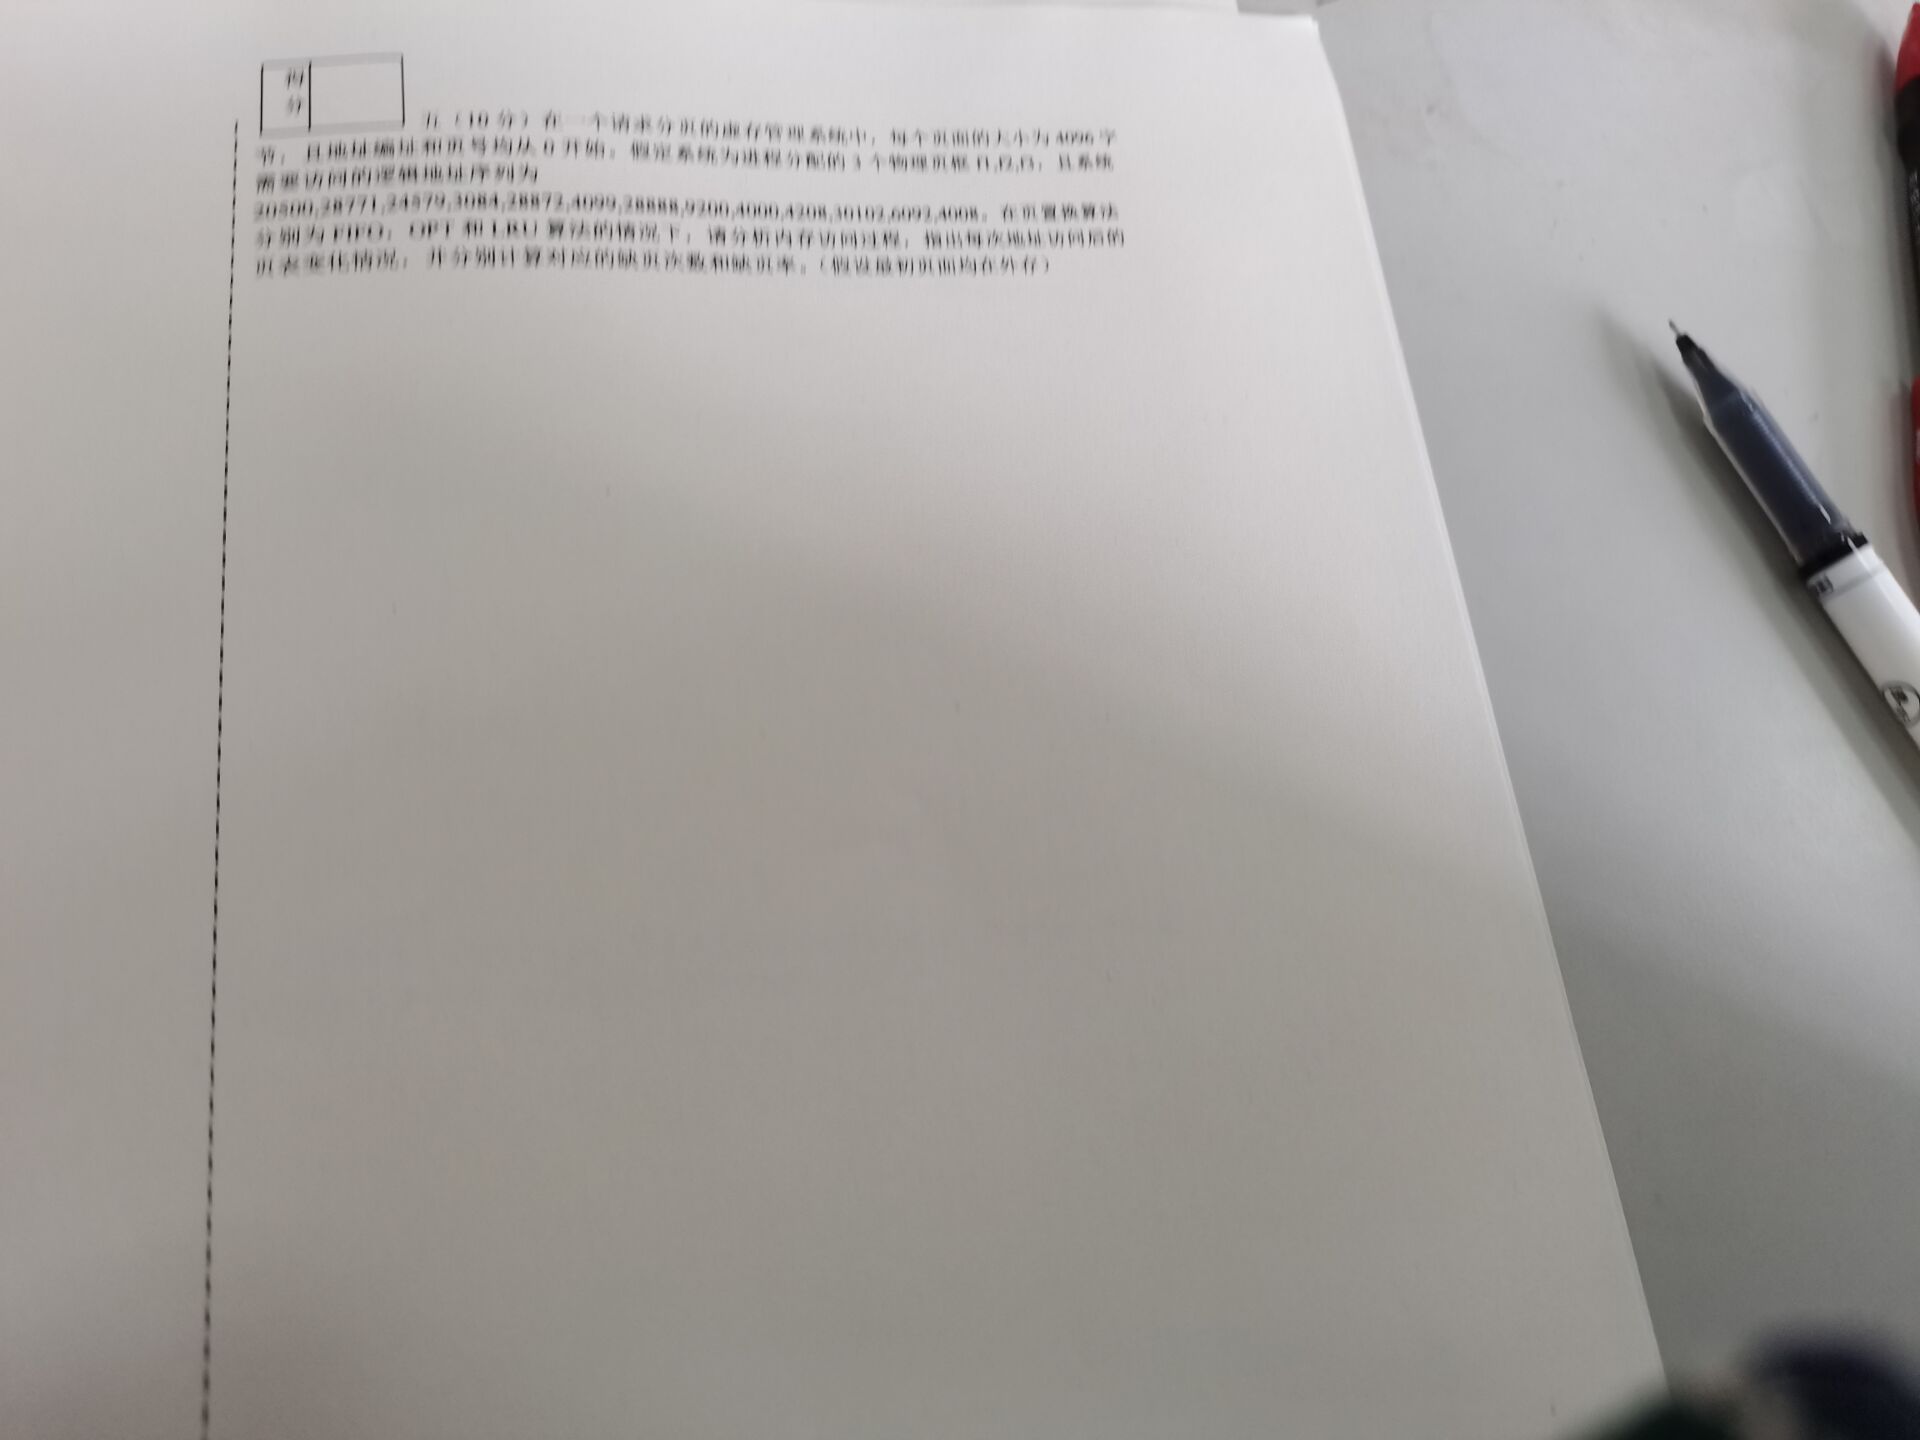 得
分
五（10 分）在一个请求分页的虚存管理系统中，每个页面的大小为 4096 字
节，且地址编址和页号均从 0 开始。假定系统为进程分配的 3 个物理页框 f1,f2,f3，且系统
需要访问的逻辑地址序列为
20500,28771,24579,3084,28872,4099,28888,9200,4000,4208,30102,6092,4008。在页置换算法
分别为 FIFO，OPT 和 LRU 算法的情况下，请分析内存访问过程，指出每次地址访问后的
页表变化情况，并分别计算对应的缺页次数和缺页率。（假设最初页面均在外存）